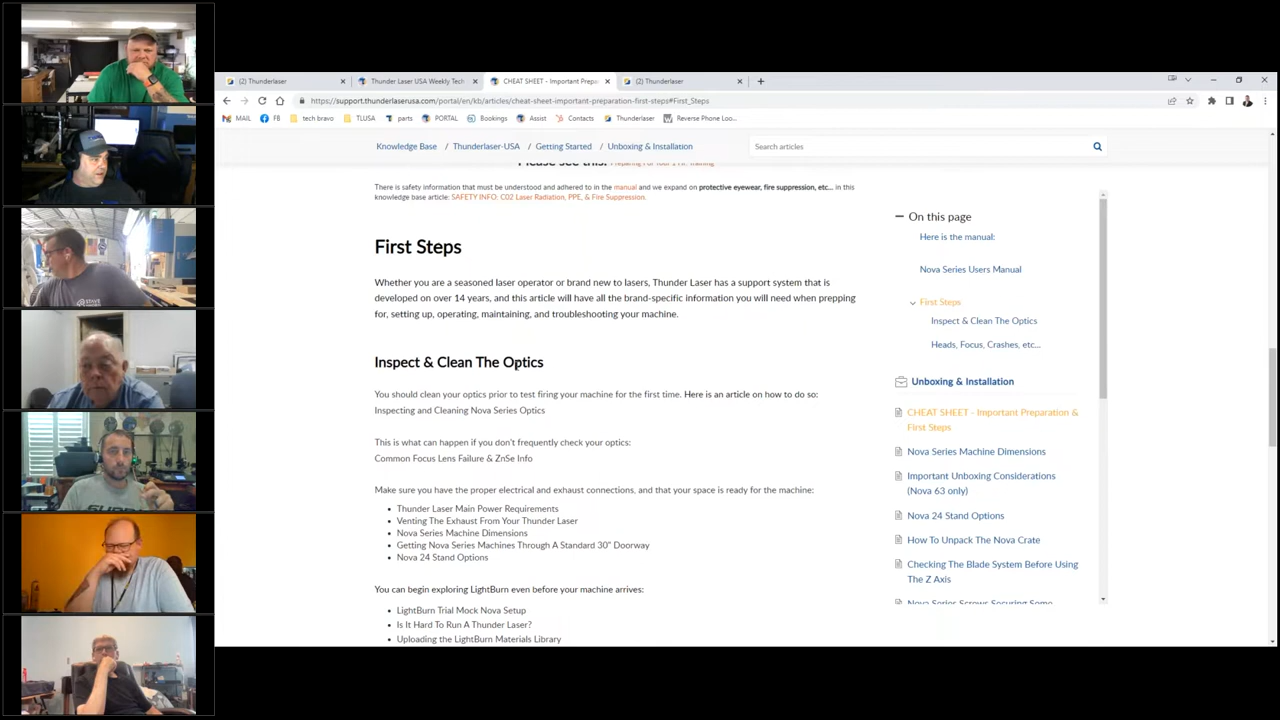 (2) Thunderlaser
Thunder Laser USA Weekly Tech
CHEAT SHEET - Important Prepa
(2) Thunderlaser
https://support.thunderlaserusa.com/portal/en/kb/articles/cheat-sheet-important-preparation-first-steps#First_Steps
MAIL FB tech bravo TLUSA parts PORTAL Bookings Assist Contacts Thunderlaser Reverse Phone Loo...
Knowledge Base / Thunderlaser-USA / Getting Started / Unboxing & Installation
Search articles
Please see this: Preparing For Your 1 Hr. Training
There is safety information that must be understood and adhered to in the manual and we expand on protective eyewear, fire suppression, etc... in this
knowledge base article: SAFETY INFO: C02 Laser Radiation, PPE, & Fire Suppression.
First Steps
Whether you are a seasoned laser operator or brand new to lasers, Thunder Laser has a support system that is
developed on over 14 years, and this article will have all the brand-specific information you will need when prepping
for, setting up, operating, maintaining, and troubleshooting your machine.
Inspect & Clean The Optics
You should clean your optics prior to test firing your machine for the first time. Here is an article on how to do so:
Inspecting and Cleaning Nova Series Optics
This is what can happen if you don't frequently check your optics:
Common Focus Lens Failure & ZnSe Info
Make sure you have the proper electrical and exhaust connections, and that your space is ready for the machine:
Thunder Laser Main Power Requirements
Venting The Exhaust From Your Thunder Laser
Nova Series Machine Dimensions
Getting Nova Series Machines Through A Standard 30" Doorway
Nova 24 Stand Options
You can begin exploring LightBurn even before your machine arrives:
LightBurn Trial Mock Nova Setup
Is It Hard To Run A Thunder Laser?
Uploading the LightBurn Materials Library
On this page
Here is the manual:
Nova Series Users Manual
First Steps
Inspect & Clean The Optics
Heads, Focus, Crashes, etc...
Unboxing & Installation
CHEAT SHEET - Important Preparation &
First Steps
Nova Series Machine Dimensions
Important Unboxing Considerations
(Nova 63 only)
Nova 24 Stand Options
How To Unpack The Nova Crate
Checking The Blade System Before Using
The Z Axis
Nova Series Screws Securing Some